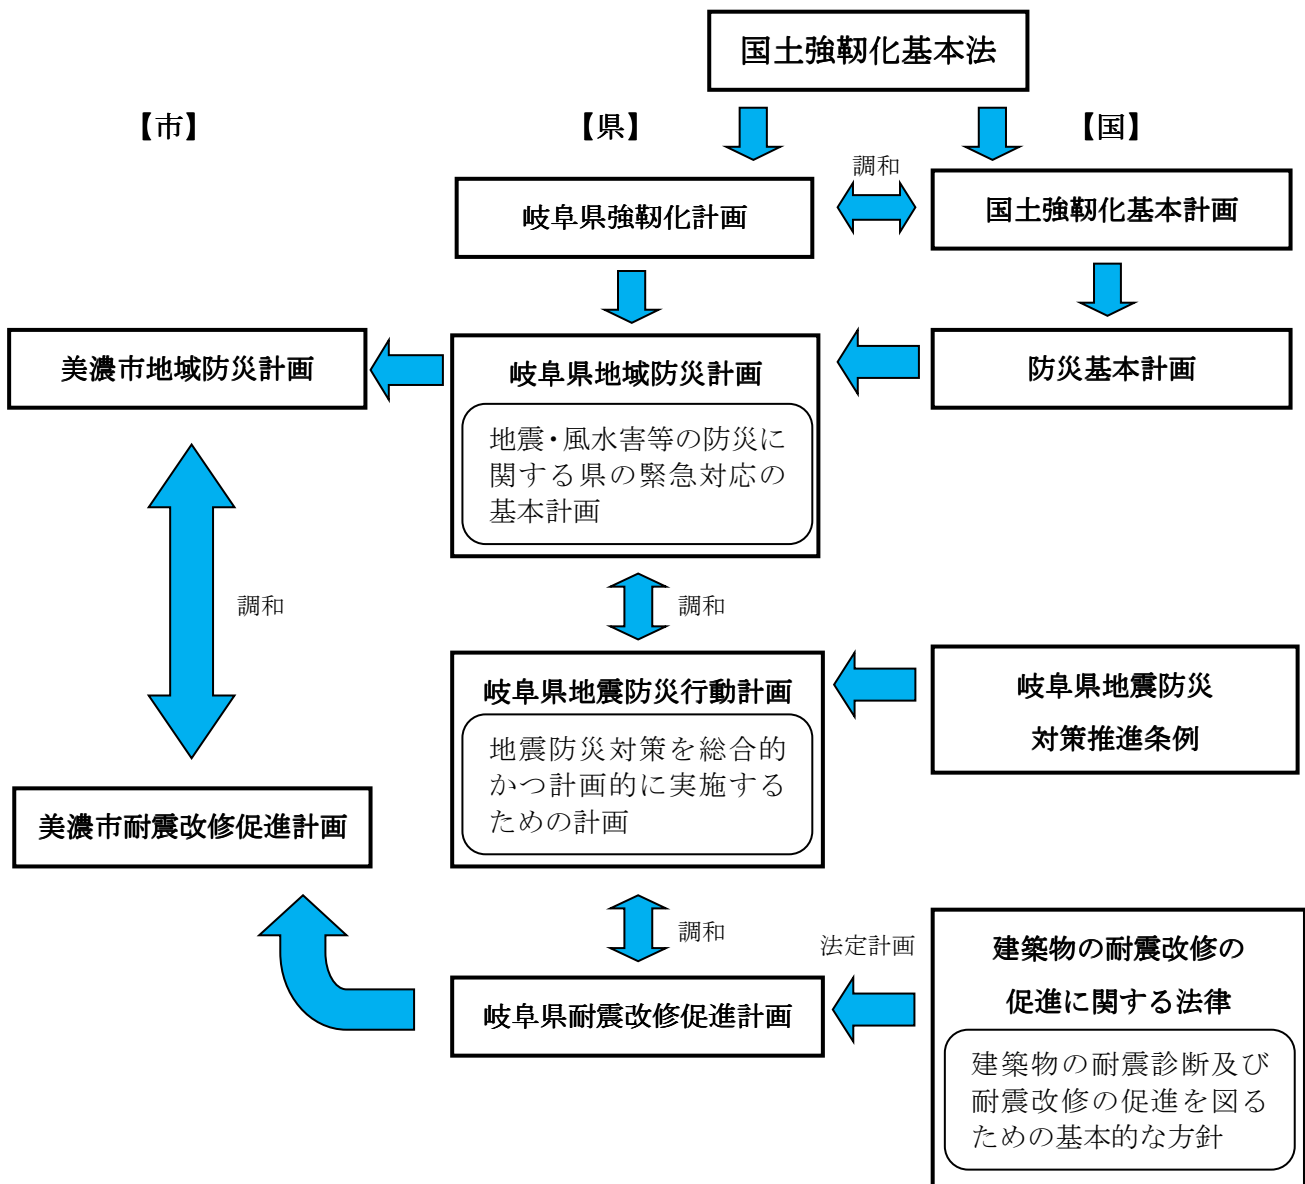 国土強靭化基本法
【市】
【県】
【国】
調和
岐阜県強靭化計画
国土強靭化基本計画
美濃市地域防災計画
岐阜県地域防災計画
地震・風水害等の防災に
関する県の緊急対応の
基本計画
防災基本計画
調和
調和
岐阜県地震防災行動計画
地震防災対策を総合的
かつ計画的に実施する
ための計画
岐阜県地震防災
対策推進条例
美濃市耐震改修促進計画
調和
法定計画
岐阜県耐震改修促進計画
建築物の耐震改修の
促進に関する法律
建築物の耐震診断及び
耐震改修の促進を図る
ための基本的な方針